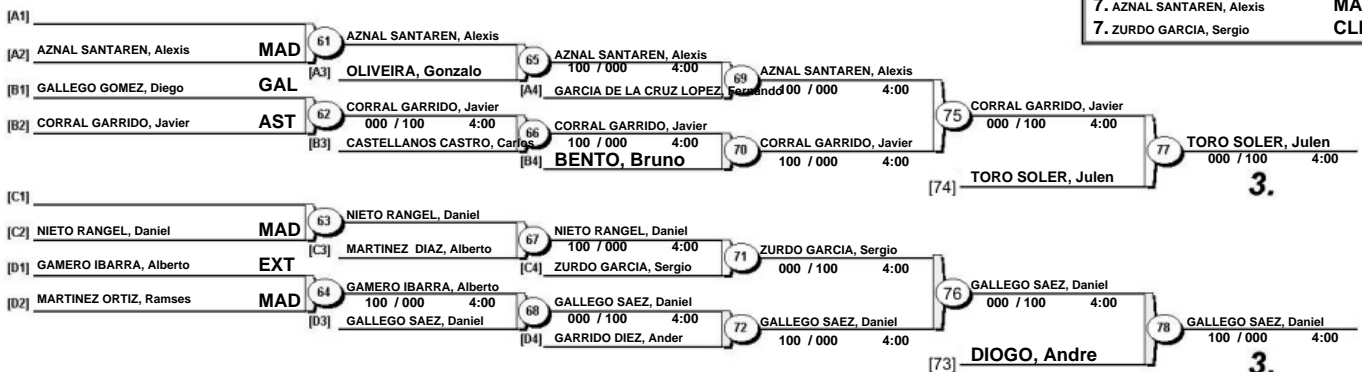 7. AZNAL SANTAREN, Alexis MA
7. ZURDO GARCIA, Sergio
[A1]
[A2] AZNAL SANTAREN, Alexis MAD
61 AZNAL SANTAREN, Alexis
[A3] OLIVEIRA, Gonzalo
65 AZNAL SANTAREN, Alexis
100 / 000 4:00
[A4] GARCIA DE LA CRUZ LOPEZ, Fernando
69 AZNAL SANTAREN, Alexis
100 / 000 4:00
[B1] GALLEGO GOMEZ, Diego GAL
[B2] CORRAL GARRIDO, Javier AST
62 CORRAL GARRIDO, Javier
000 / 100 4:00
[B3] CASTELLANOS CASTRO, Carlos
66 CORRAL GARRIDO, Javier
100 / 000 4:00
[B4] BENTO, Bruno
70 CORRAL GARRIDO, Javier
100 / 000 4:00
75 CORRAL GARRIDO, Javier
000 / 100 4:00
[74] TORO SOLER, Julen
77 TORO SOLER, Julen
000 / 100 4:00
3.
[C1]
[C2] NIETO RANGEL, Daniel MAD
63 NIETO RANGEL, Daniel
[C3] MARTINEZ DIAZ, Alberto
67 NIETO RANGEL, Daniel
100 / 000 4:00
[C4] ZURDO GARCIA, Sergio
71 ZURDO GARCIA, Sergio
000 / 100 4:00
[D1] GAMERO IBARRA, Alberto EXT
[D2] MARTINEZ ORTIZ, Ramses MAD
64 GAMERO IBARRA, Alberto
100 / 000 4:00
[D3] GALLEGO SAEZ, Daniel
68 GALLEGO SAEZ, Daniel
000 / 100 4:00
[D4] GARRIDO DIEZ, Ander
72 GALLEGO SAEZ, Daniel
100 / 000 4:00
76 GALLEGO SAEZ, Daniel
000 / 100 4:00
[73] DIOGO, Andre
78 GALLEGO SAEZ, Daniel
100 / 000 4:00
3.